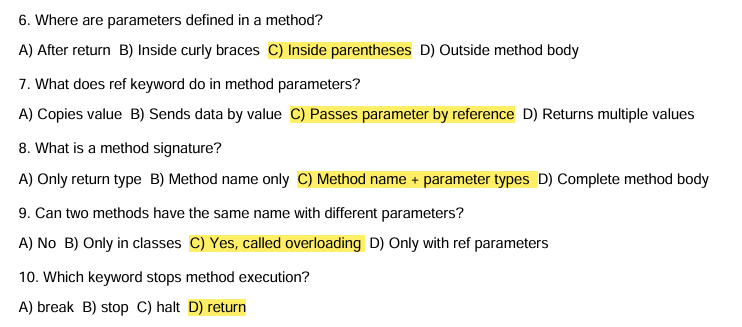 6. Where are parameters defined in a method?
A) After return B) Inside curly braces C) Inside parentheses D) Outside method body
7. What does ref keyword do in method parameters?
A) Copies value B) Sends data by value C) Passes parameter by reference D) Returns multiple values
8. What is a method signature?
A) Only return type B) Method name only C) Method name + parameter types D) Complete method body
9. Can two methods have the same name with different parameters?
A) No B) Only in classes C) Yes, called overloading D) Only with ref parameters
10. Which keyword stops method execution?
A) break B) stop C) halt D) return